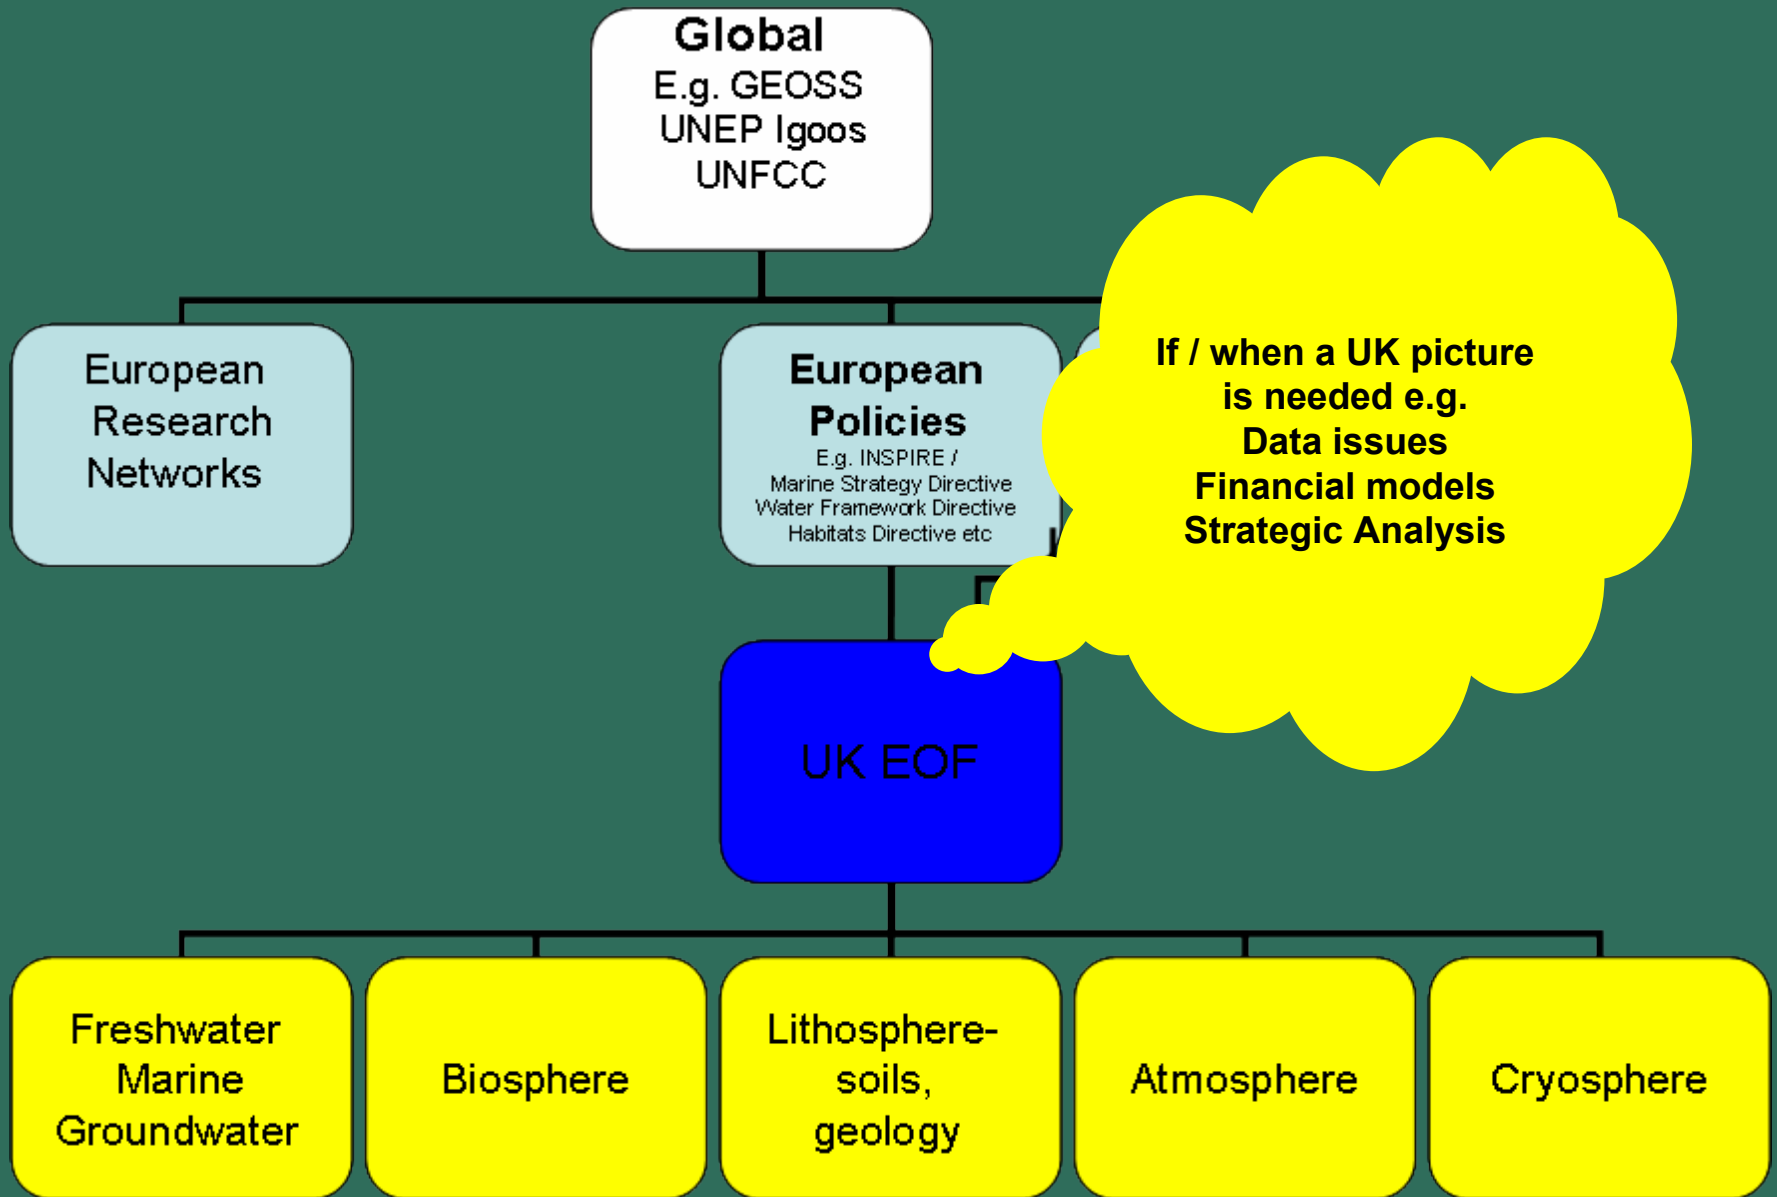 Global
E.g. GEOSS
UNEP Igoos
UNFCC
European
Research
Networks
European
Policies
E.g. INSPIRE /
Marine Strategy Directive
Water Framework Directive
Habitats Directive etc
If / when a UK picture
is needed e.g.
Data issues
Financial models
Strategic Analysis
UK EOF
Freshwater
Marine
Groundwater
Biosphere
Lithosphere-
soils,
geology
Atmosphere
Cryosphere